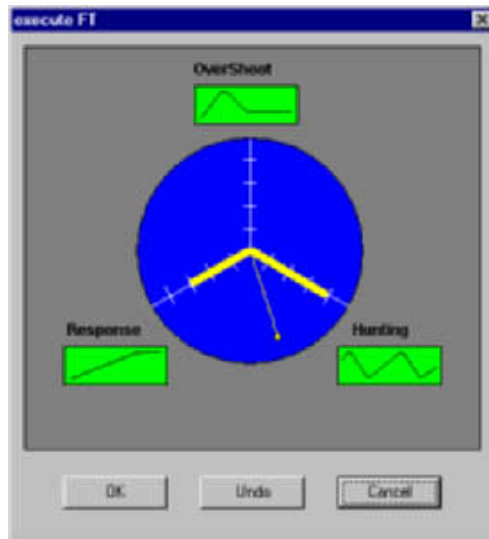 execute FT
OverShoot
Response
Hunting
OK
Undo
Cancel